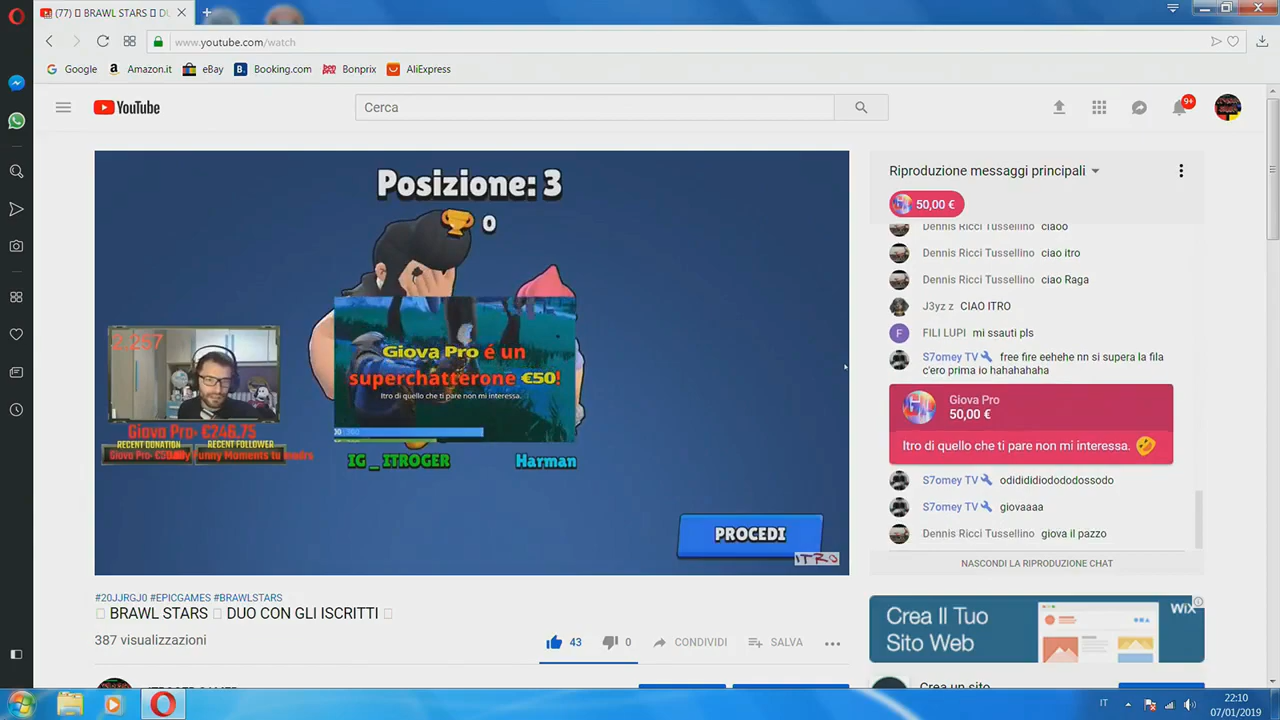 (77) BRAWL STARS DU
www.youtube.com/watch
Google
Amazon.it
eBay
Booking.com
Bonprix
AliExpress
YouTube
Cerca
9+
Posizione: 3
0
2.257
Giova Pro é un
superchatterone €50!
Itro di quello che ti pare non mi interessa.
Giova Pro- €246.75
RECENT DONATION
RECENT FOLLOWER
IG_ITROGER
Harman
PROCEDI
ITRO
Riproduzione messaggi principali
50,00 €
Dennis Ricci Tussellino ciaoo
Dennis Ricci Tussellino ciao itro
Dennis Ricci Tussellino ciao Raga
J3yz z CIAO ITRO
F FILI LUPI mi ssauti pls
S7omey TV free fire eehehe nn si supera la fila
c'ero prima io hahahahaha
Giova Pro
50,00 €
Itro di quello che ti pare non mi interessa.
S7omey TV odidididiododododossodo
S7omey TV giovaaaa
Dennis Ricci Tussellino giova il pazzo
NASCONDI LA RIPRODUZIONE CHAT
#20JJRGJ0 #EPICGAMES #BRAWLSTARS
BRAWL STARS DUO CON GLI ISCRITTI
387 visualizzazioni
43
0
CONDIVIDI
SALVA
Crea Il Tuo
Sito Web
WiX
Crea un sito
IT
22:10
07/01/2019